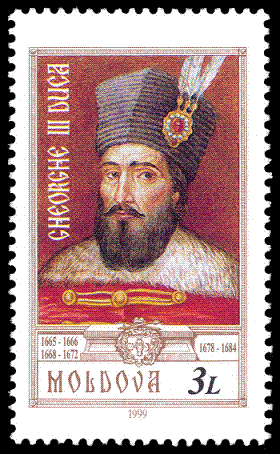 GHEORGHE III DUCA
1665 - 1666
1668 - 1672
1678 - 1684
MOLDOVA 3L
1999